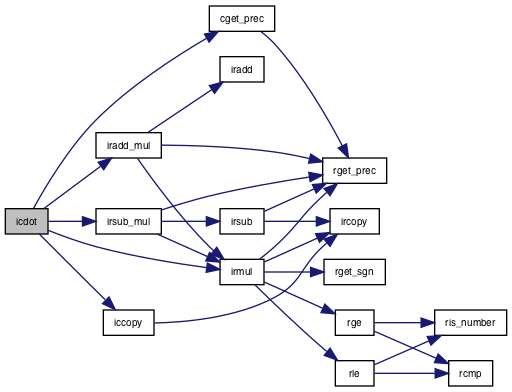 cget_prec
iradd
iradd_mul
rget_prec
icdot
irsub_mul
irsub
ircopy
irmul
rget_sgn
iccopy
rge
ris_number
rle
rcmp